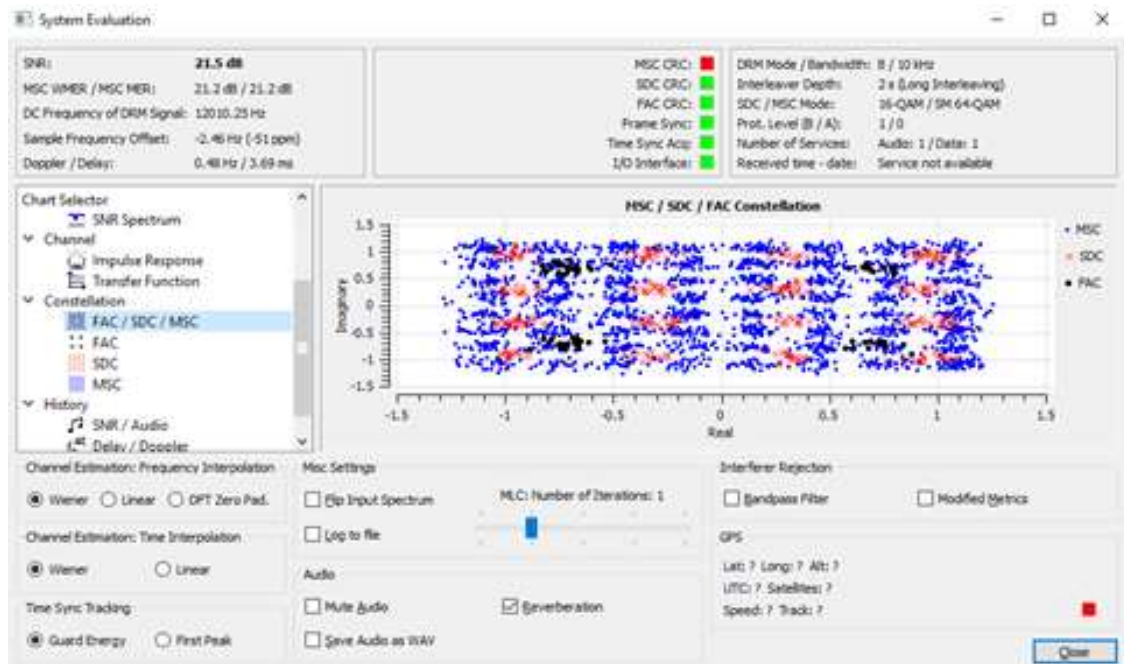 System Evaluation
SNR: 21.5 dB
MSC WMER / MSC MER: 21.2 dB / 21.2 dB
DC Frequency of DRM Signal: 12010.25 Hz
Sample Frequency Offset: -2.46 Hz (-51 ppm)
Doppler / Delay: 0.48 Hz / 3.69 ms
MSC CRC:
SDC CRC:
FAC CRC:
Frame Sync:
Time Sync Acq:
I/O Interface:
DRM Mode / Bandwidth: B / 10 kHz
Interleaver Depth: 2 s (Long Interleaving)
SDC / MSC Mode: 16-QAM / SM 64-QAM
Prot. Level (B / A): 1 / 0
Number of Services: Audio: 1 / Data: 1
Received time - date: Service not available
Chart Selector
SNR Spectrum
Channel
Impulse Response
Transfer Function
Constellation
FAC / SDC / MSC
FAC
SDC
MSC
History
SNR / Audio
Delay / Doppler
MSC / SDC / FAC Constellation
1.5
1
0.5
0
-0.5
-1
-1.5
Imaginary
-1.5 -1 -0.5 0 0.5 1 1.5
Real
MSC
SDC
FAC
Channel Estimation: Frequency Interpolation
Wiener Linear DFT Zero Pad.
Channel Estimation: Time Interpolation
Wiener Linear
Time Sync Tracking
Guard Energy First Peak
Misc Settings
Flip Input Spectrum
Log to file
MLC: Number of Iterations: 1
Audio
Mute Audio Reverberation
Save Audio as WAV
Interferer Rejection
Bandpass Filter Modified Metrics
GPS
Lat: ? Long: ? Alt: ?
UTC: ? Satellites: ?
Speed: ? Track: ?
Close